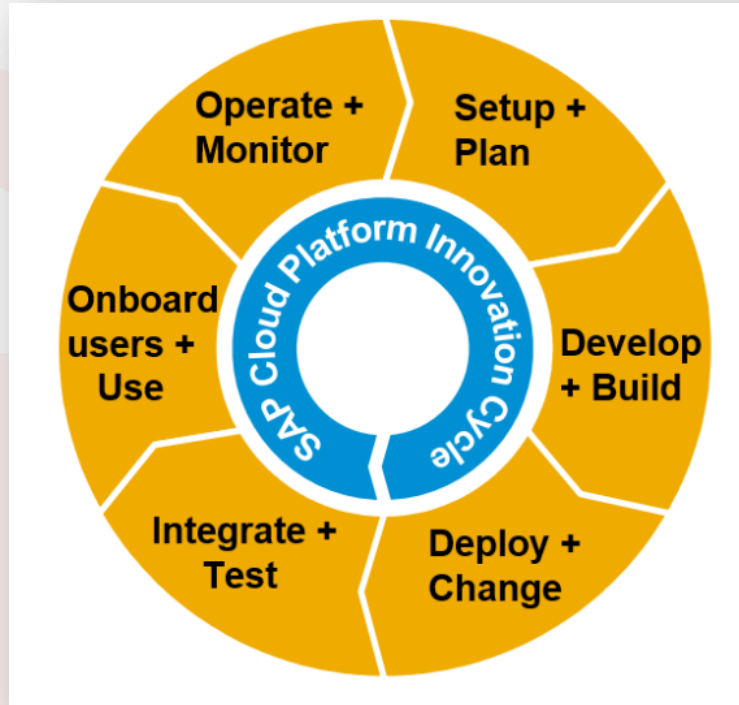 Operate +
Monitor
Setup +
Plan
Onboard
users +
Use
SAP Cloud Platform Innovation Cycle
Develop
+ Build
Integrate +
Test
Deploy +
Change